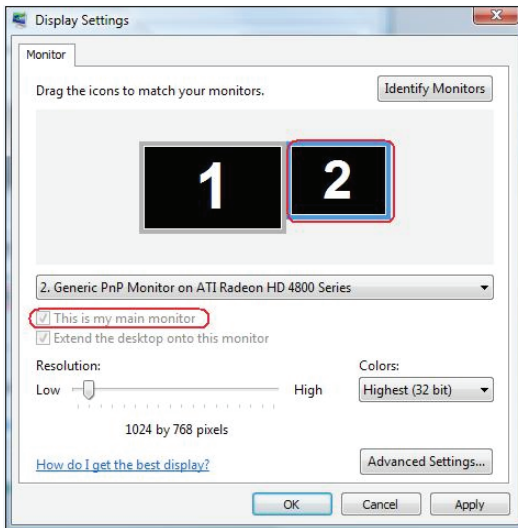 Display Settings
Monitor
Drag the icons to match your monitors.
Identify Monitors
1
2
2. Generic PnP Monitor on ATI Radeon HD 4800 Series
This is my main monitor
Extend the desktop onto this monitor
Resolution:
Colors:
Low
High
Highest (32 bit)
1024 by 768 pixels
How do I get the best display?
Advanced Settings...
OK
Cancel
Apply